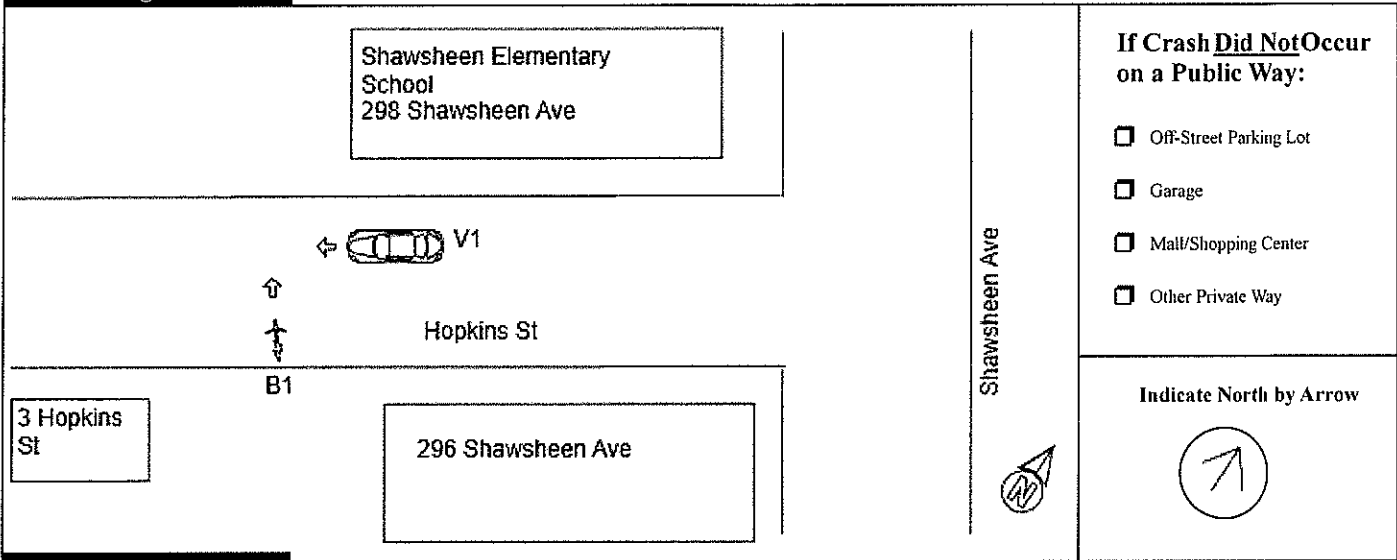 Shawsheen Elementary
School
298 Shawsheen Ave
V1
Hopkins St
B1
3 Hopkins
St
296 Shawsheen Ave
Shawsheen Ave
N
If Crash Did Not Occur
on a Public Way:
Off-Street Parking Lot
Garage
Mall/Shopping Center
Other Private Way
Indicate North by Arrow